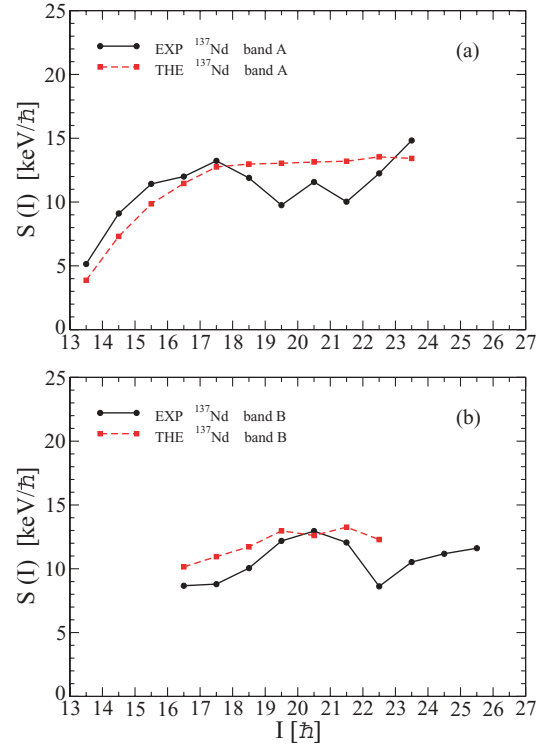 25
20
15
10
5
0
S (I) [keV/ħ]
EXP ¹³⁷Nd band A
THE ¹³⁷Nd band A
(a)
13 14 15 16 17 18 19 20 21 22 23 24 25 26 27
25
20
15
10
5
0
S (I) [keV/ħ]
EXP ¹³⁷Nd band B
THE ¹³⁷Nd band B
(b)
13 14 15 16 17 18 19 20 21 22 23 24 25 26 27
I [ħ]